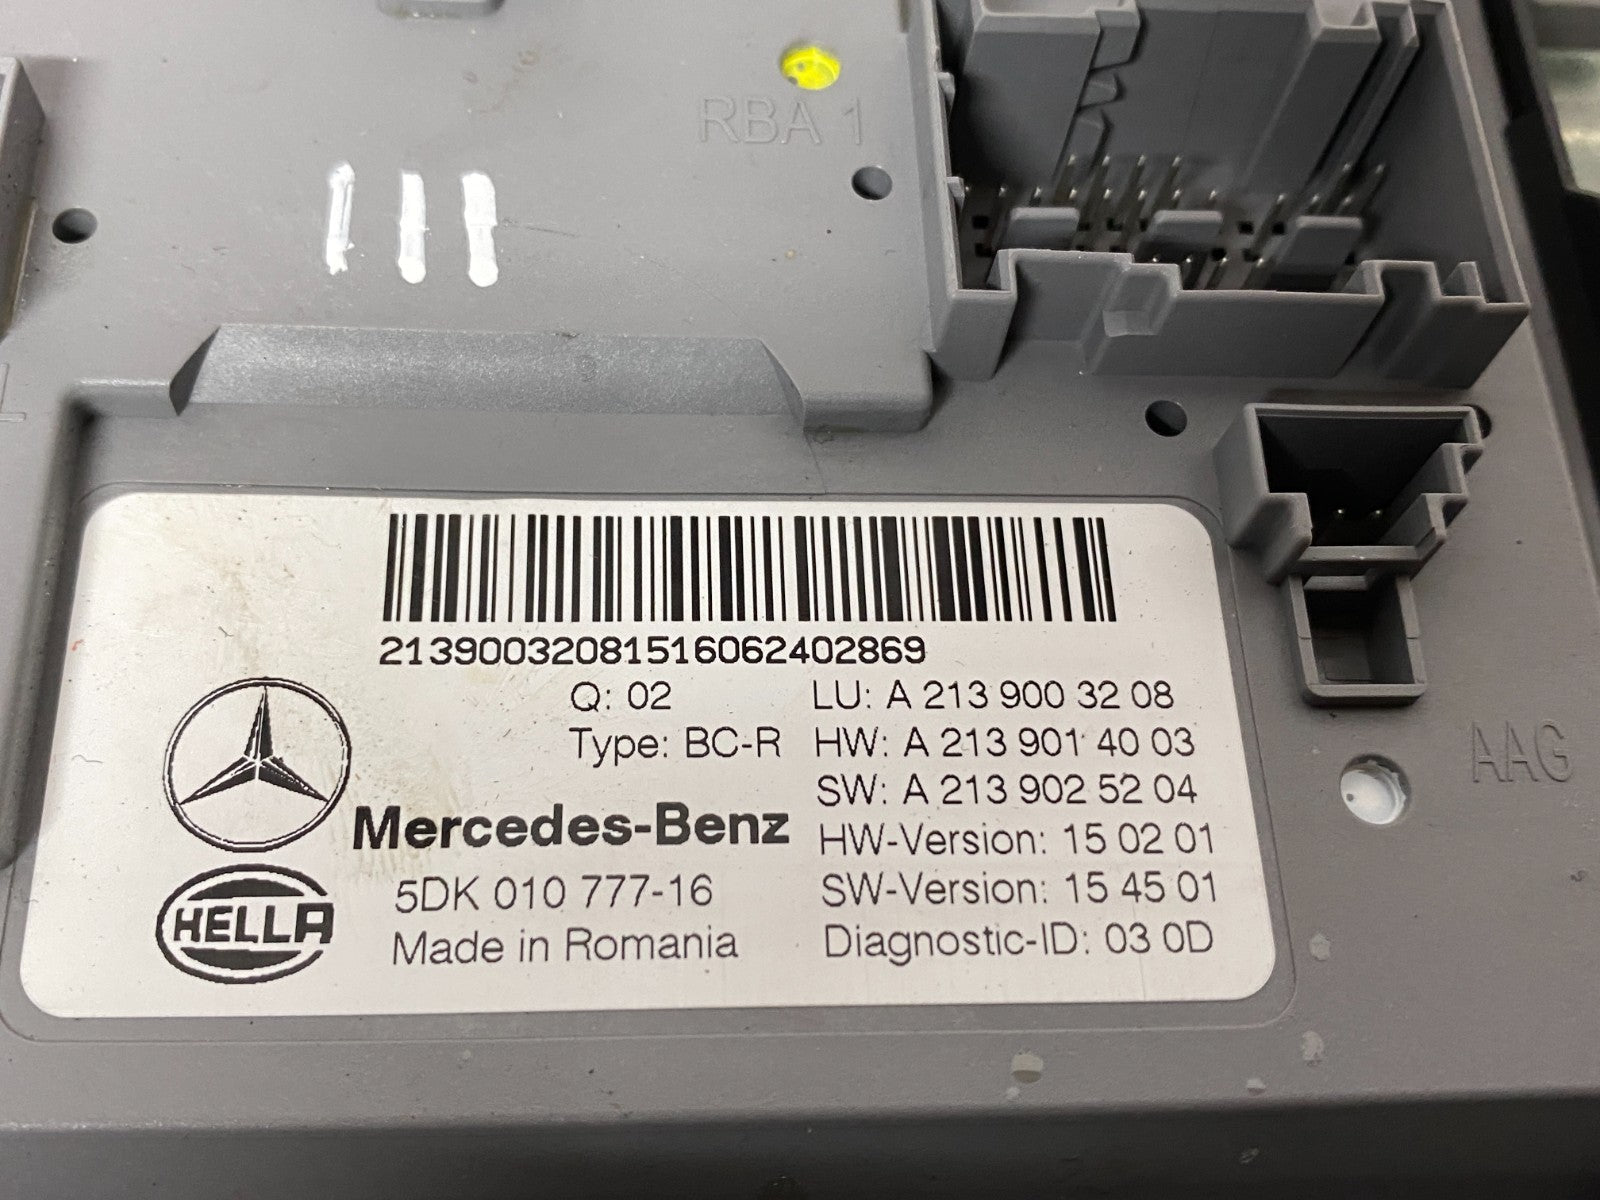 RBA 1
21390032081516062402869
Q: 02 LU: A 213 900 32 08
Type: BC-R HW: A 213 901 40 03
SW: A 213 902 52 04
Mercedes-Benz HW-Version: 15 02 01
5DK 010 777-16 SW-Version: 15 45 01
HELLA
Made in Romania Diagnostic-ID: 03 0D
AAG